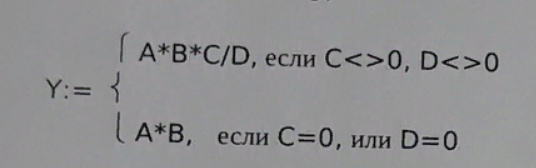 A*B*C/D, если C<>0, D<>0
Y:= {
A*B, если C=0, или D=0